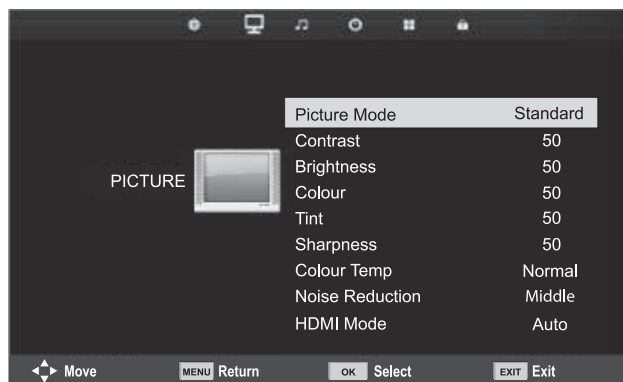 Picture Mode Standard
Contrast 50
Brightness 50
PICTURE
Colour 50
Tint 50
Sharpness 50
Colour Temp Normal
Noise Reduction Middle
HDMI Mode Auto
Move MENU Return OK Select EXIT Exit